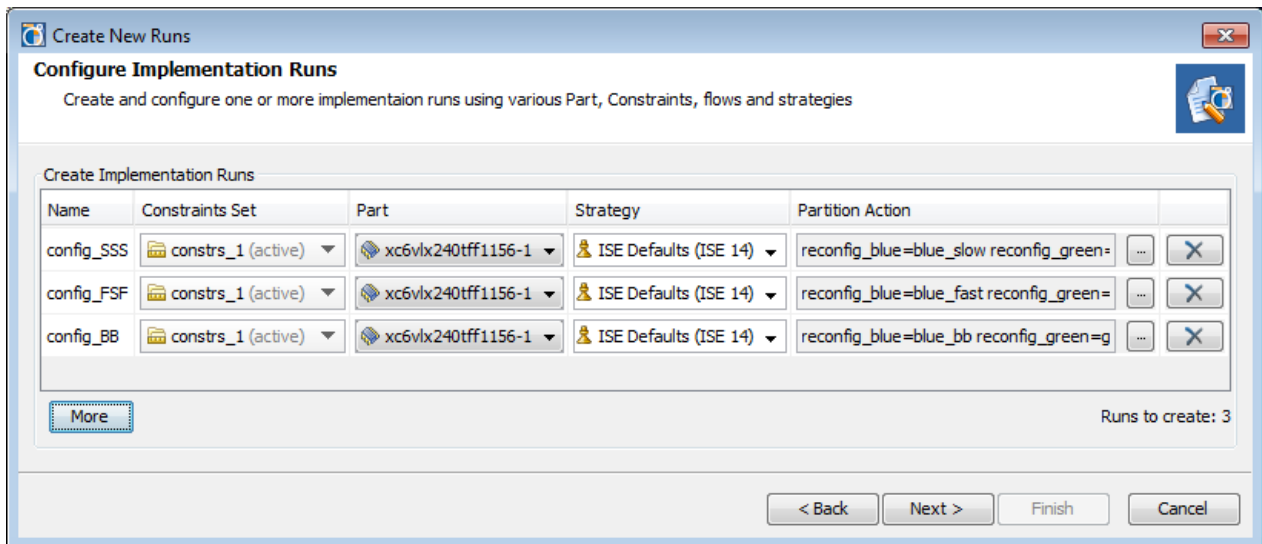 Create New Runs
Configure Implementation Runs
Create and configure one or more implementaion runs using various Part, Constraints, flows and strategies
Create Implementation Runs
Name Constraints Set Part Strategy Partition Action
config_SSS constrs_1 (active) xc6vlx240tff1156-1 ISE Defaults (ISE 14) reconfig_blue=blue_slow reconfig_green= ...
config_FSF constrs_1 (active) xc6vlx240tff1156-1 ISE Defaults (ISE 14) reconfig_blue=blue_fast reconfig_green= ...
config_BB constrs_1 (active) xc6vlx240tff1156-1 ISE Defaults (ISE 14) reconfig_blue=blue_bb reconfig_green=g ...
More Runs to create: 3
< Back Next > Finish Cancel